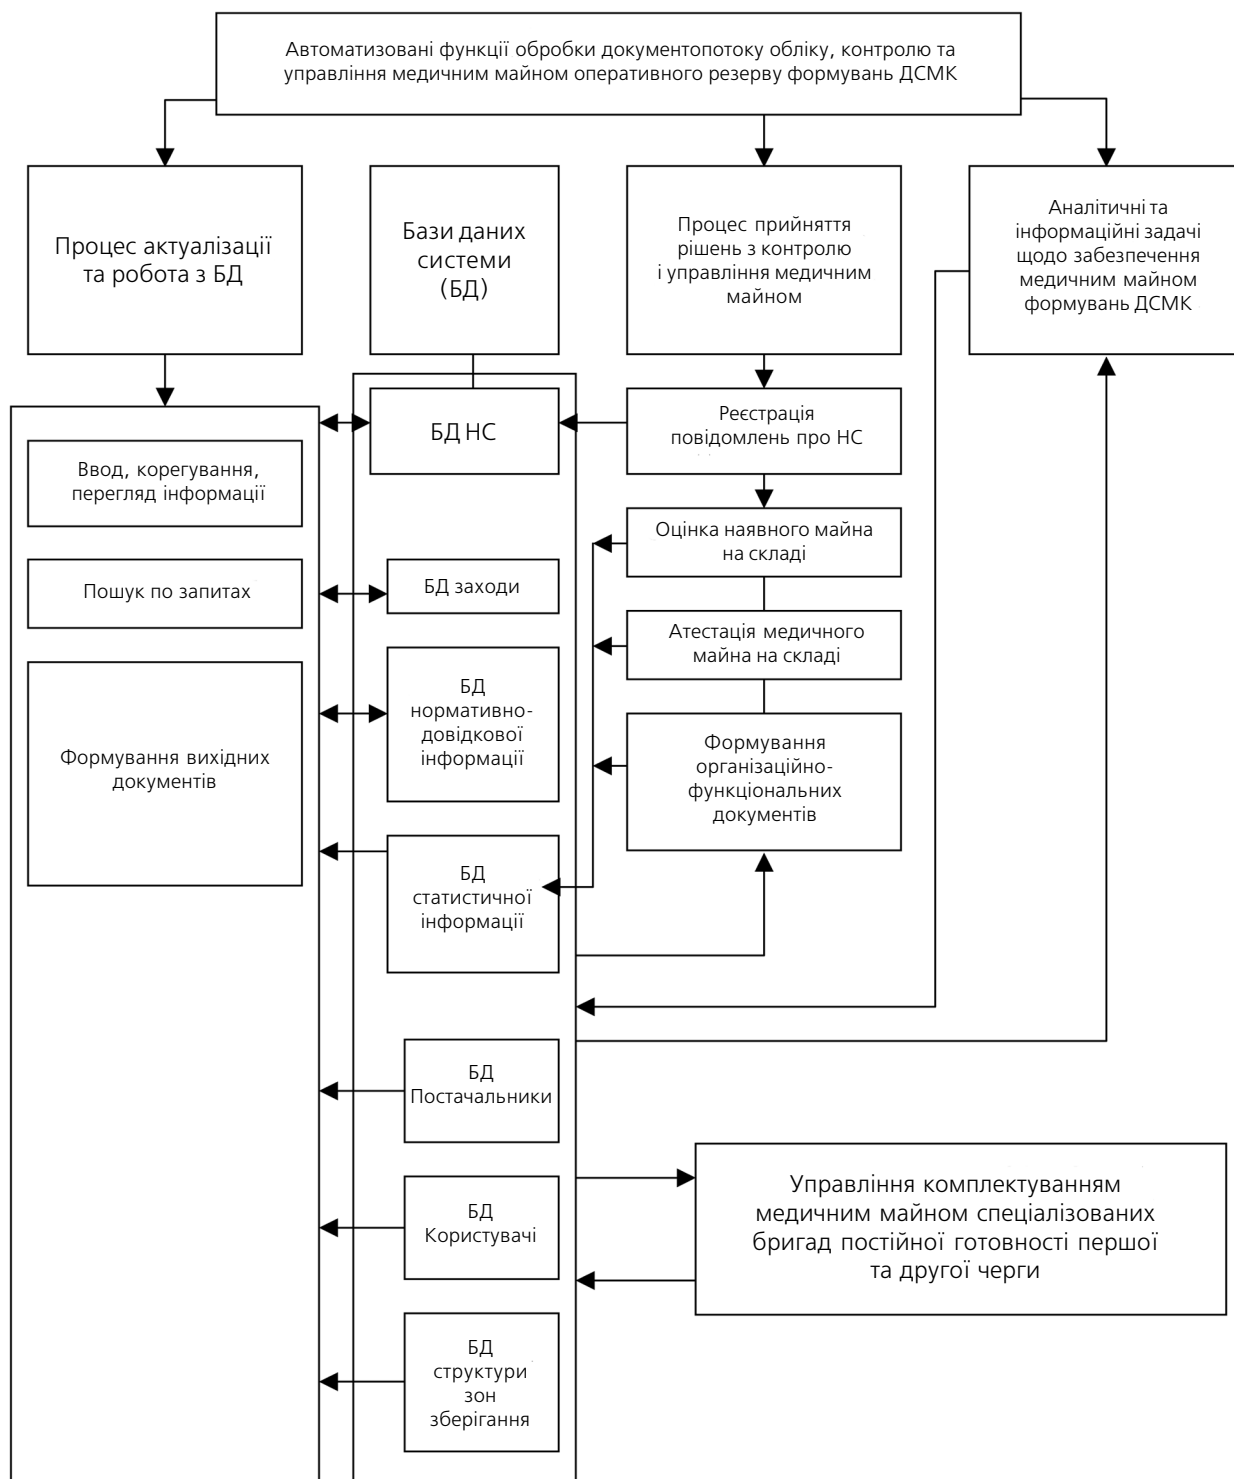 Автоматизовані функції обробки документопотоку обліку, контролю та
управління медичним майном оперативного резерву формувань ДСМК
Процес актуалізації
та робота з БД
Бази даних
системи
(БД)
Процес прийняття
рішень з контролю
і управління медичним
майном
Аналітичні та
інформаційні задачі
щодо забезпечення
медичним майном
формувань ДСМК
Ввод, корегування,
перегляд інформації
Пошук по запитах
Формування вихідних
документів
БД НС
БД заходи
БД
нормативно-
довідкової
інформації
БД
статистичної
інформації
БД
Постачальники
БД
Користувачі
БД
структури
зон
зберігання
Реєстрація
повідомлень про НС
Оцінка наявного майна
на складі
Атестація медичного
майна на складі
Формування
організаційно-
функціональних
документів
Управління комплектуванням
медичним майном спеціалізованих
бригад постійної готовності першої
та другої черги